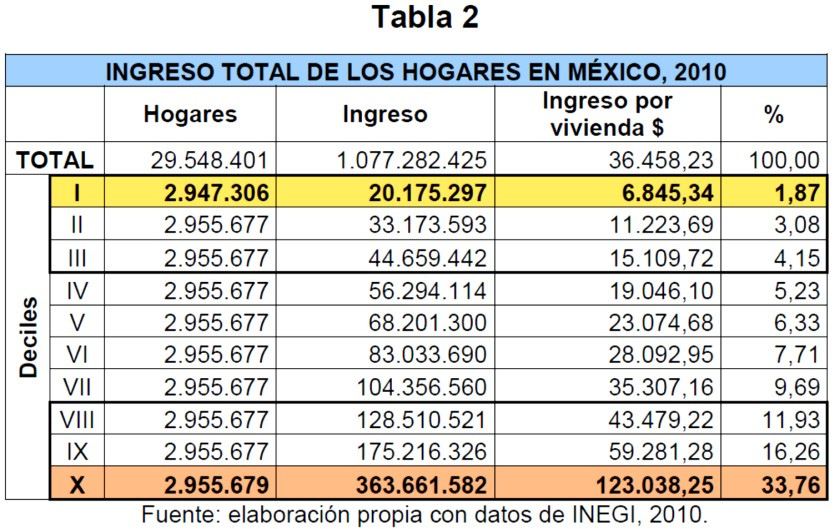 Tabla 2
INGRESO TOTAL DE LOS HOGARES EN MÉXICO, 2010
Hogares Ingreso Ingreso por vivienda $ %
TOTAL 29.548.401 1.077.282.425 36.458,23 100,00
Deciles
I 2.947.306 20.175.297 6.845,34 1,87
II 2.955.677 33.173.593 11.223,69 3,08
III 2.955.677 44.659.442 15.109,72 4,15
IV 2.955.677 56.294.114 19.046,10 5,23
V 2.955.677 68.201.300 23.074,68 6,33
VI 2.955.677 83.033.690 28.092,95 7,71
VII 2.955.677 104.356.560 35.307,16 9,69
VIII 2.955.677 128.510.521 43.479,22 11,93
IX 2.955.677 175.216.326 59.281,28 16,26
X 2.955.679 363.661.582 123.038,25 33,76
Fuente: elaboración propia con datos de INEGI, 2010.